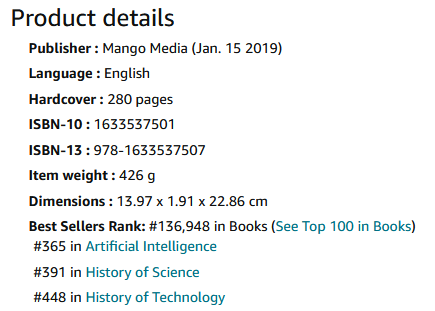 Product details
Publisher : Mango Media (Jan. 15 2019)
Language : English
Hardcover : 280 pages
ISBN-10 : 1633537501
ISBN-13 : 978-1633537507
Item weight : 426 g
Dimensions : 13.97 x 1.91 x 22.86 cm
Best Sellers Rank: #136,948 in Books (See Top 100 in Books)
#365 in Artificial Intelligence
#391 in History of Science
#448 in History of Technology